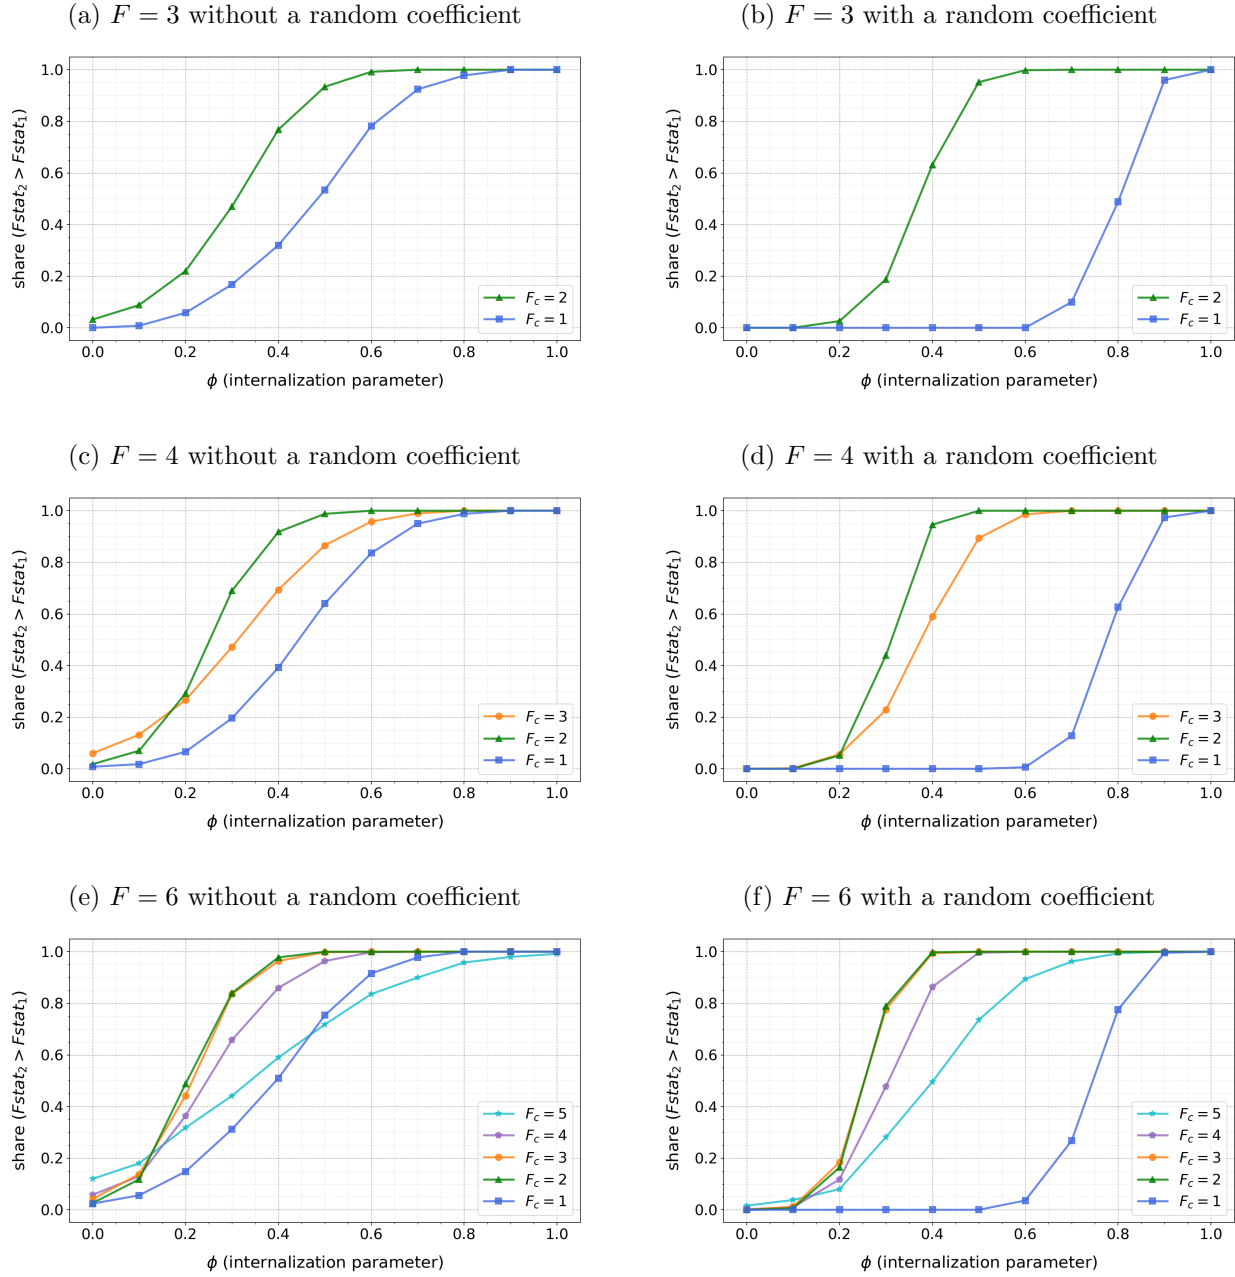 (a) F = 3 without a random coefficient
share (Fstat₂ > Fstat₁)
1.0
0.8
0.6
0.4
0.2
0.0
F_c = 2
F_c = 1
0.0 0.2 0.4 0.6 0.8 1.0
ϕ (internalization parameter)
(b) F = 3 with a random coefficient
share (Fstat₂ > Fstat₁)
1.0
0.8
0.6
0.4
0.2
0.0
F_c = 2
F_c = 1
0.0 0.2 0.4 0.6 0.8 1.0
ϕ (internalization parameter)
(c) F = 4 without a random coefficient
share (Fstat₂ > Fstat₁)
1.0
0.8
0.6
0.4
0.2
0.0
F_c = 3
F_c = 2
F_c = 1
0.0 0.2 0.4 0.6 0.8 1.0
ϕ (internalization parameter)
(d) F = 4 with a random coefficient
share (Fstat₂ > Fstat₁)
1.0
0.8
0.6
0.4
0.2
0.0
F_c = 3
F_c = 2
F_c = 1
0.0 0.2 0.4 0.6 0.8 1.0
ϕ (internalization parameter)
(e) F = 6 without a random coefficient
share (Fstat₂ > Fstat₁)
1.0
0.8
0.6
0.4
0.2
0.0
F_c = 5
F_c = 4
F_c = 3
F_c = 2
F_c = 1
0.0 0.2 0.4 0.6 0.8 1.0
ϕ (internalization parameter)
(f) F = 6 with a random coefficient
share (Fstat₂ > Fstat₁)
1.0
0.8
0.6
0.4
0.2
0.0
F_c = 5
F_c = 4
F_c = 3
F_c = 2
F_c = 1
0.0 0.2 0.4 0.6 0.8 1.0
ϕ (internalization parameter)